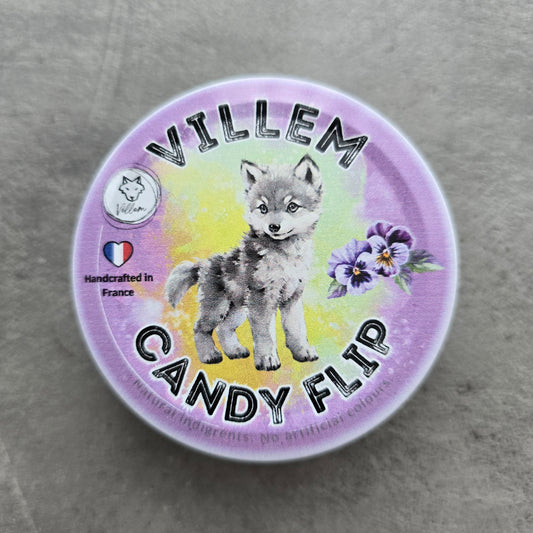 VILLEM
Villem
Handcrafted in
France
CANDY FLIP
Natural indigrents. No artificial colours